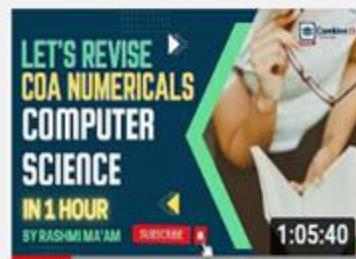 LET'S REVISE
COA NUMERICALS
COMPUTER
SCIENCE
IN 1 HOUR
BY RASHMI MA'AM
SUBSCRIBE
1:05:40